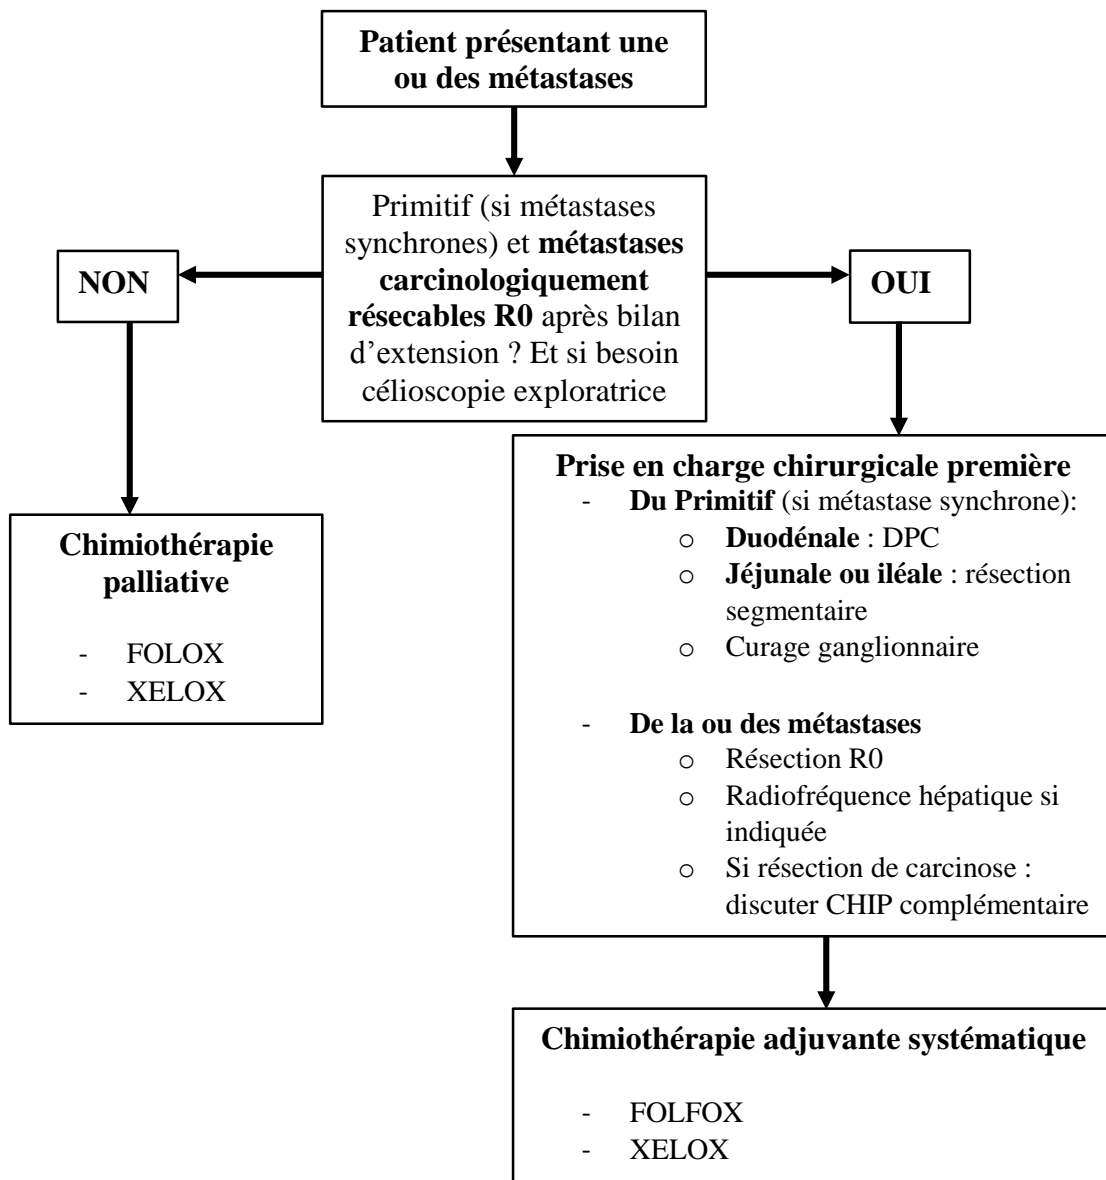 Patient présentant une
ou des métastases
Primitif (si métastases
synchrones) et métastases
carcinologiquement
résecables R0 après bilan
d'extension ? Et si besoin
célioscopie exploratrice
NON
OUI
Chimiothérapie
palliative
- FOLOX
- XELOX
Prise en charge chirurgicale première
- Du Primitif (si métastase synchrone):
o Duodénale : DPC
o Jéjunale ou iléale : résection
segmentaire
o Curage ganglionnaire
- De la ou des métastases
o Résection R0
o Radiofréquence hépatique si
indiquée
o Si résection de carcinose :
discuter CHIP complémentaire
Chimiothérapie adjuvante systématique
- FOLFOX
- XELOX